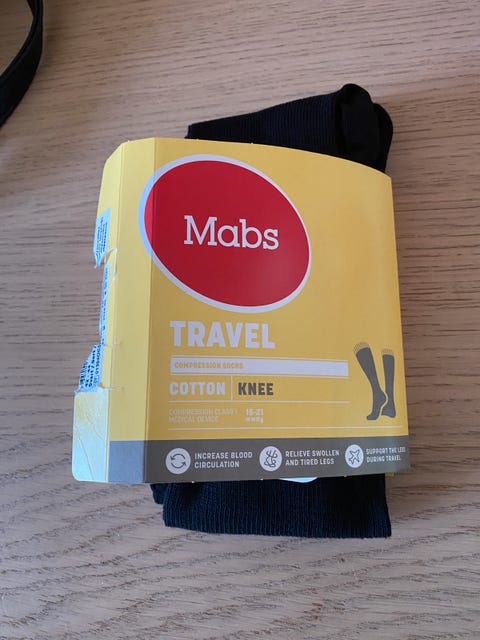 Mabs
TRAVEL
COMPRESSION SOCKS
COTTON | KNEE
COMPRESSION CLASS I 15-21
MEDICAL DEVICE mmHg
INCREASE BLOOD
CIRCULATION
RELIEVE SWOLLEN
AND TIRED LEGS
SUPPORT THE LEGS
DURING TRAVEL